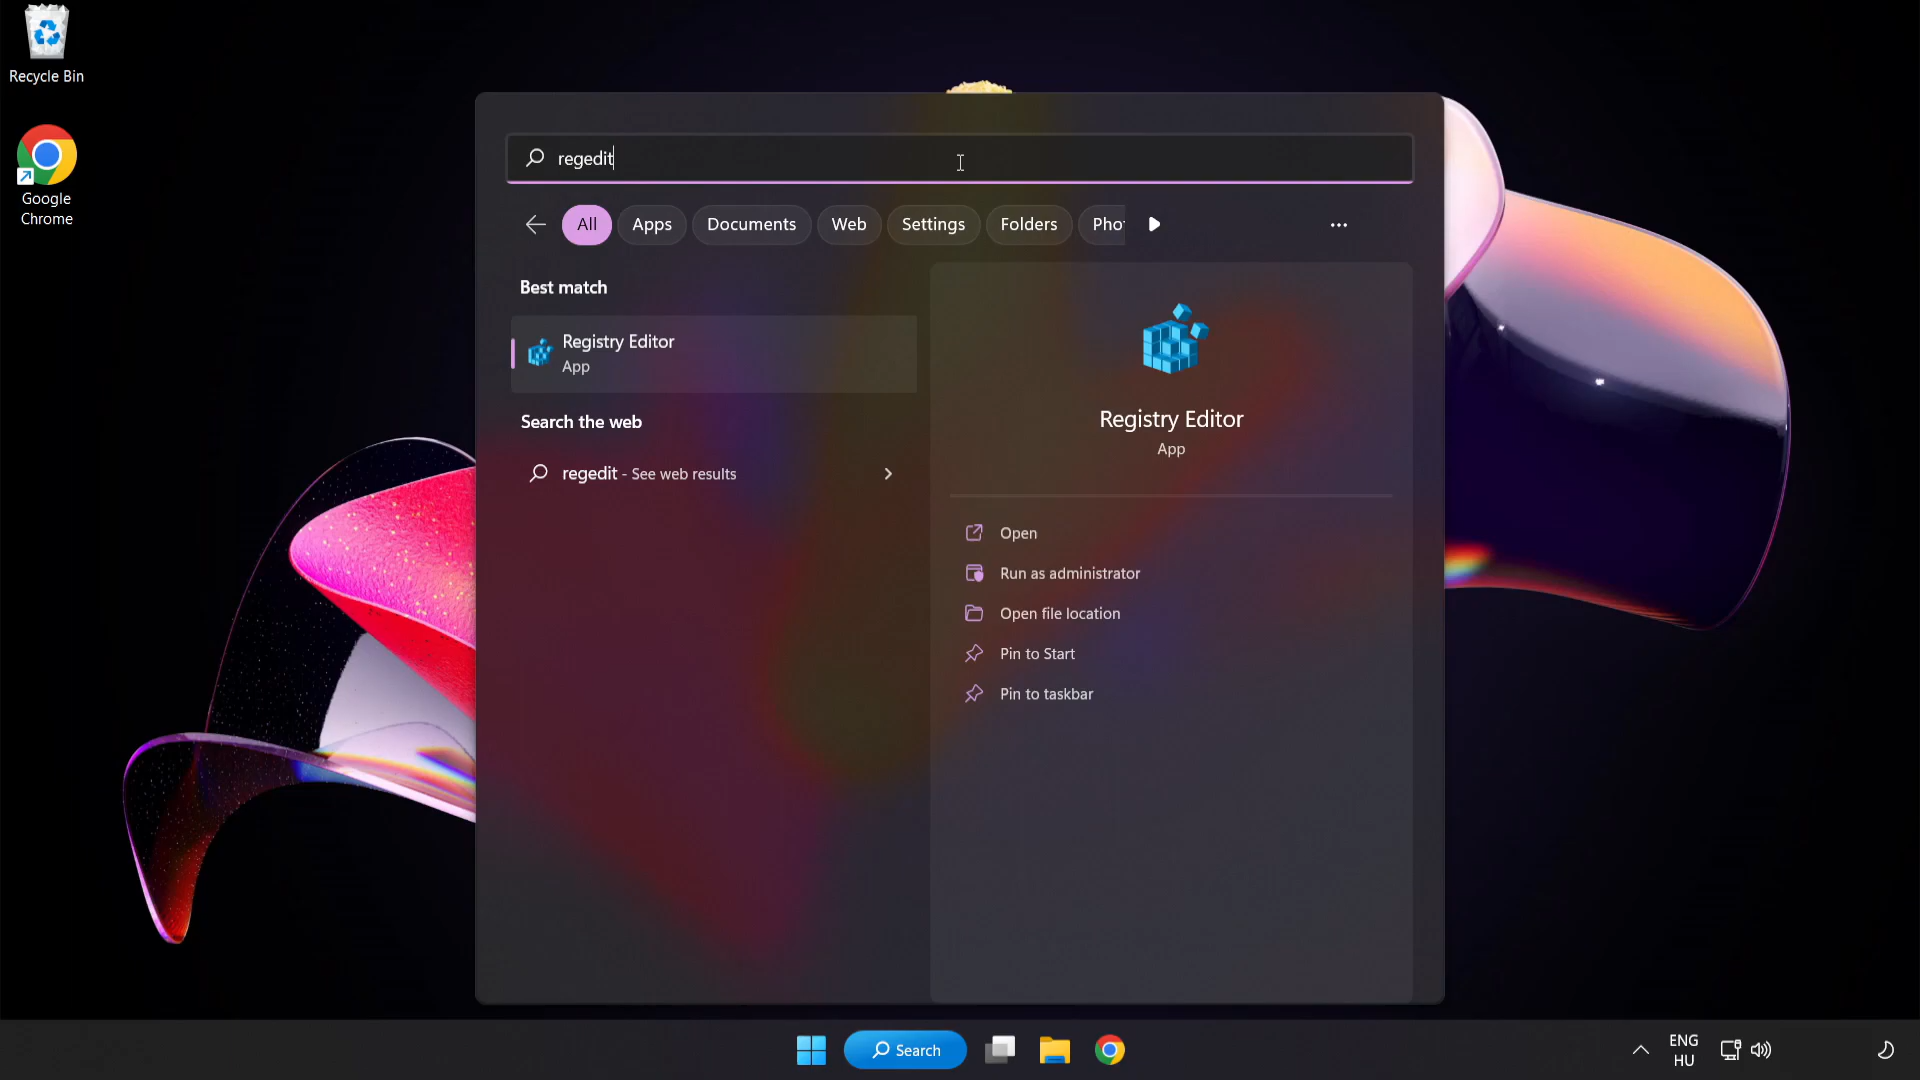 Recycle Bin
Google
Chrome
regedit
All
Apps
Documents
Web
Settings
Folders
Best match
Registry Editor
App
Search the web
regedit - See web results
Registry Editor
App
Open
Run as administrator
Open file location
Pin to Start
Pin to taskbar
Search
ENG
HU